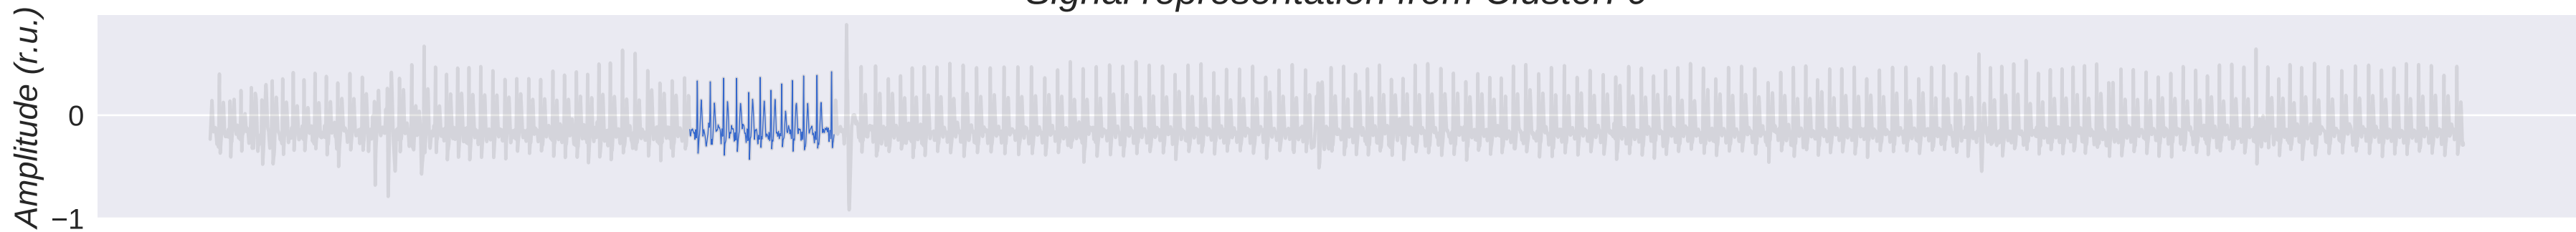 Signal representation from Cluster:
Amplitude (r.u.)
0
−1